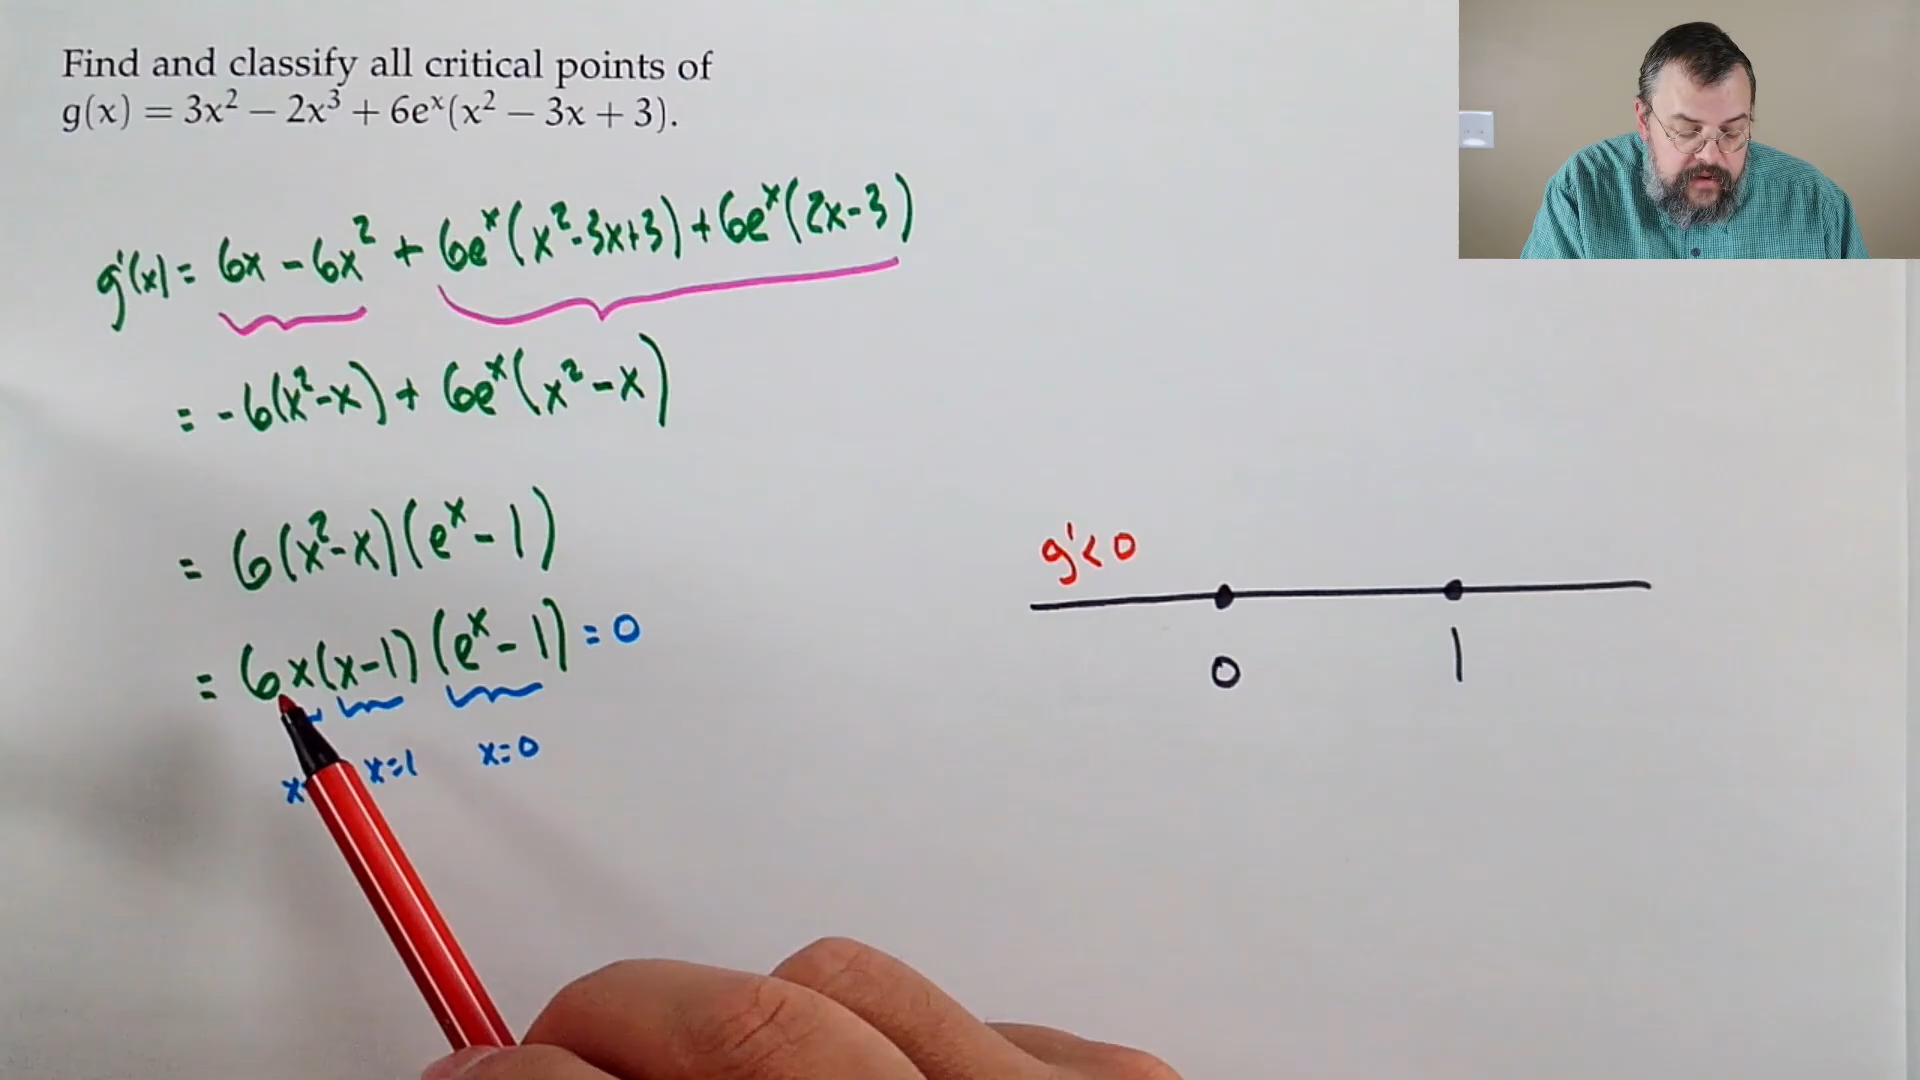 Find and classify all critical points of
g(x) = 3x² − 2x³ + 6eˣ(x² − 3x + 3).
g'(x) = 6x - 6x² + 6eˣ(x²-3x+3) + 6eˣ(2x-3)
= -6(x²-x) + 6eˣ(x²-x)
= 6(x²-x)(eˣ-1)
= 6x(x-1)(eˣ-1) = 0
x x=1 x=0
g'<0
0 1